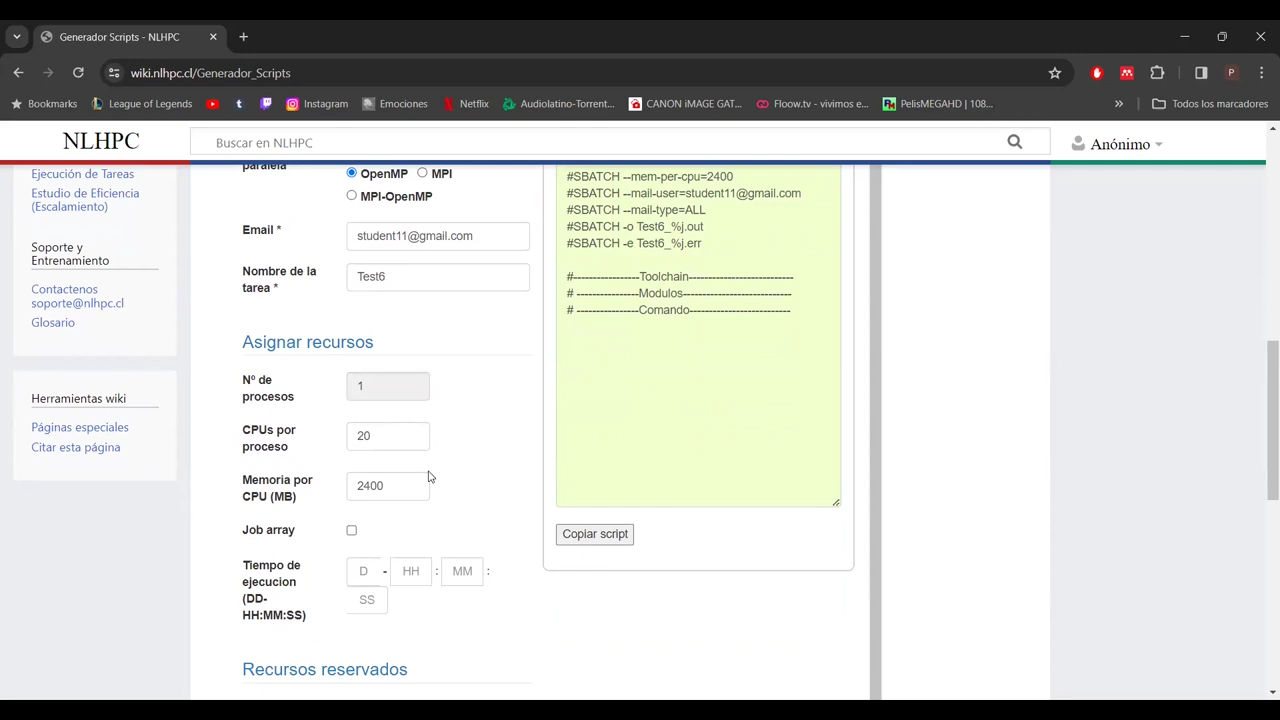 Generador Scripts - NLHPC
wiki.nlhpc.cl/Generador_Scripts
P
Bookmarks
League of Legends
Instagram
Emociones
Netflix
Audiolatino-Torrent...
CANON iMAGE GAT...
Floow.tv - vivimos e...
PelisMEGAHD | 108...
»
Todos los marcadores
NLHPC
Buscar en NLHPC
Anónimo
Ejecución de Tareas
Estudio de Eficiencia
(Escalamiento)
Soporte y
Entrenamiento
Contactenos
soporte@nlhpc.cl
Glosario
Herramientas wiki
Páginas especiales
Citar esta página
paralela
OpenMP
MPI
MPI-OpenMP
Email *
student11@gmail.com
Nombre de la
tarea *
Test6
Asignar recursos
Nº de
procesos
1
CPUs por
proceso
20
Memoria por
CPU (MB)
2400
Job array
Tiempo de
ejecucion
(DD-
HH:MM:SS)
D - HH : MM :
SS
Recursos reservados
#SBATCH --mem-per-cpu=2400
#SBATCH --mail-user=student11@gmail.com
#SBATCH --mail-type=ALL
#SBATCH -o Test6_%j.out
#SBATCH -e Test6_%j.err
#-----------------Toolchain---------------------------
# ----------------Modulos----------------------------
# ----------------Comando--------------------------
Copiar script